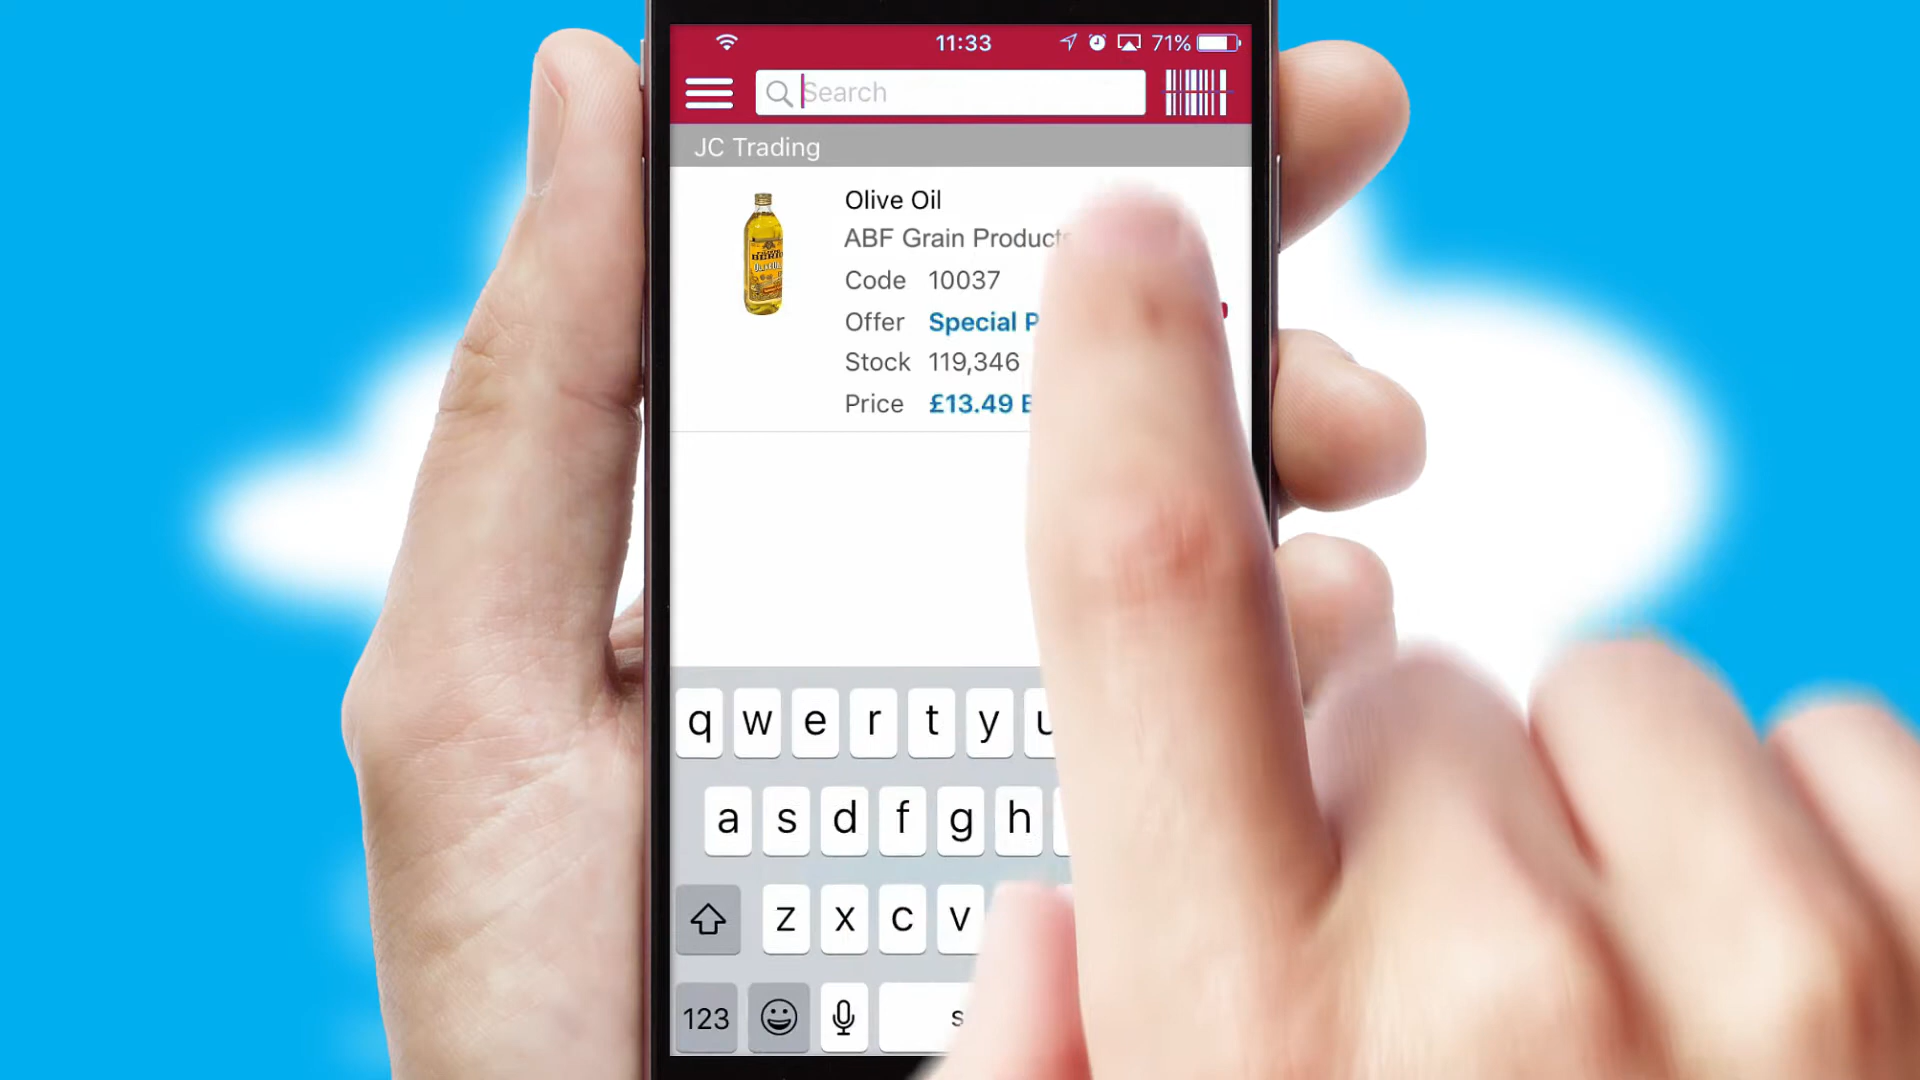 11:33
71%
Search
JC Trading
Olive Oil
ABF Grain Products
Code 10037
Offer Special
Stock 119,346
Price £13.49
q w e r t y u
a s d f g h
z x c v
123